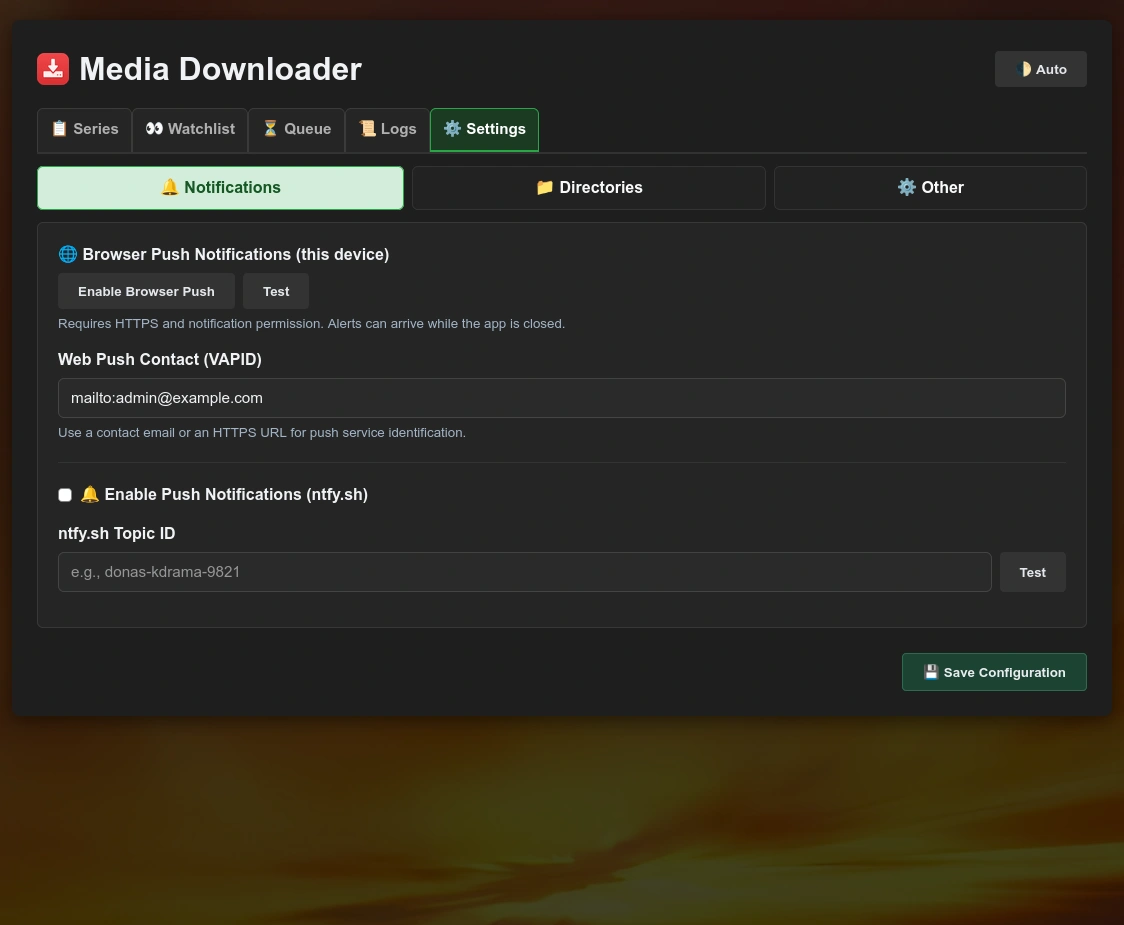 Media Downloader
🌓 Auto
📋 Series
👀 Watchlist
⏳ Queue
📜 Logs
⚙️ Settings
🔔 Notifications
📁 Directories
⚙️ Other
🌐 Browser Push Notifications (this device)
Enable Browser Push
Test
Requires HTTPS and notification permission. Alerts can arrive while the app is closed.
Web Push Contact (VAPID)
mailto:admin@example.com
Use a contact email or an HTTPS URL for push service identification.
🔔 Enable Push Notifications (ntfy.sh)
ntfy.sh Topic ID
e.g., donas-kdrama-9821
Test
💾 Save Configuration